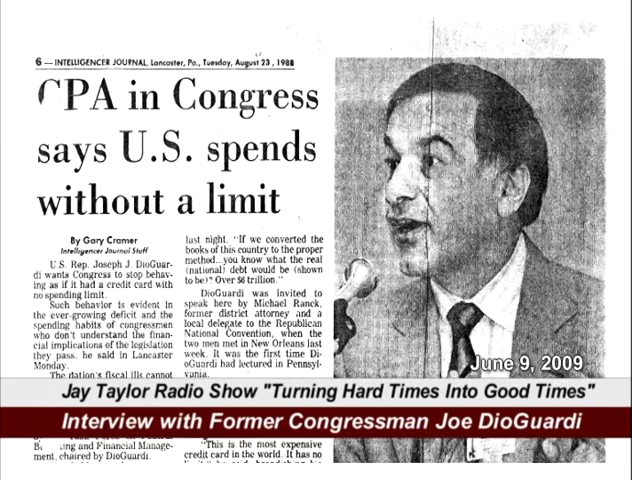 6 — INTELLIGENCER JOURNAL, Lancaster, Pa., Tuesday, August 23, 1988
CPA in Congress
says U.S. spends
without a limit
By Gary Cramer
Intelligencer Journal Staff
U.S. Rep. Joseph J. DioGuar-
di wants Congress to stop behav-
ing as if it had a credit card with
no spending limit.
Such behavior is evident in
the ever-growing deficit and the
spending habits of congressmen
who don't understand the finan-
cial implications of the legislation
they pass, he said in Lancaster
Monday.
The nation's fiscal ills cannot
ing and Financial Manage-
ment, chaired by DioGuardi.
last night. "If we converted the
books of this country to the proper
method...you know what the real
(national) debt would be (shown
to be)? Over $6 trillion."
DioGuardi was invited to
speak here by Michael Ranck,
former district attorney and a
local delegate to the Republican
National Convention, when the
two men met in New Orleans last
week. It was the first time Di-
oGuardi had lectured in Pennsyl-
vania.
"This is the most expensive
credit card in the world. It has no
June 9, 2009
Jay Taylor Radio Show "Turning Hard Times Into Good Times"
Interview with Former Congressman Joe DioGuardi